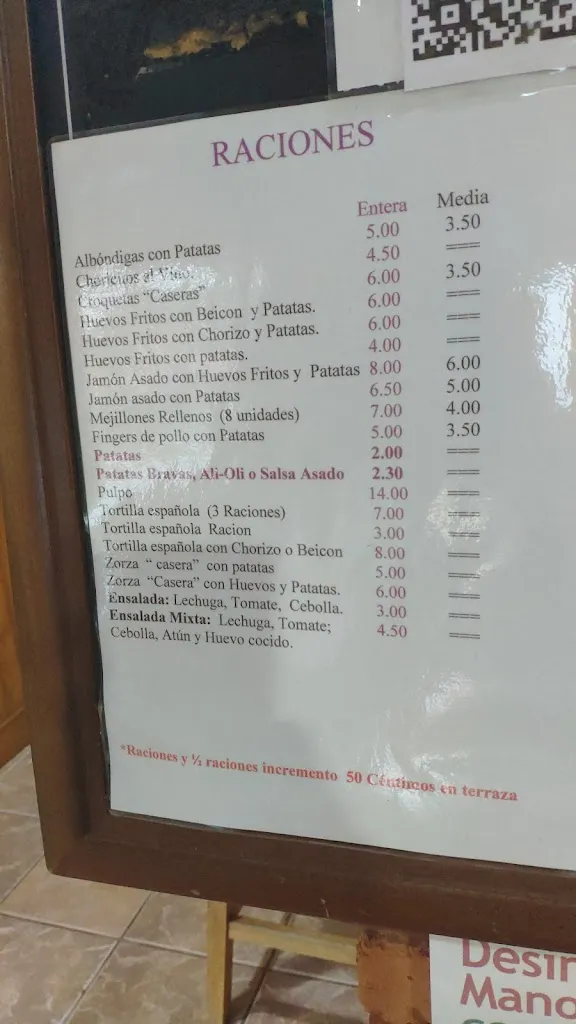 RACIONES
Entera Media
Albóndigas con Patatas 5.00 3.50
Choricitos al Vino. 4.50 ===
Croquetas “Caseras” 6.00 3.50
Huevos Fritos con Beicon y Patatas. 6.00 ===
Huevos Fritos con Chorizo y Patatas. 6.00 ===
Huevos Fritos con patatas. 4.00 ===
Jamón Asado con Huevos Fritos y Patatas 8.00 6.00
Jamón asado con Patatas 6.50 5.00
Mejillones Rellenos (8 unidades) 7.00 4.00
Fingers de pollo con Patatas 5.00 3.50
Patatas 2.00 ===
Patatas Bravas, Ali-Oli o Salsa Asado 2.30 ===
Pulpo 14.00 ===
Tortilla española (3 Raciones) 7.00 ===
Tortilla española Racion 3.00 ===
Tortilla española con Chorizo o Beicon 8.00 ===
Zorza “ casera” con patatas 5.00 ===
Zorza “Casera” con Huevos y Patatas. 6.00 ===
Ensalada: Lechuga, Tomate, Cebolla. 3.00 ===
Ensalada Mixta: Lechuga, Tomate; 4.50 ===
Cebolla, Atún y Huevo cocido.
*Raciones y ½ raciones incremento 50 Céntimos en terraza
Desin
Mano